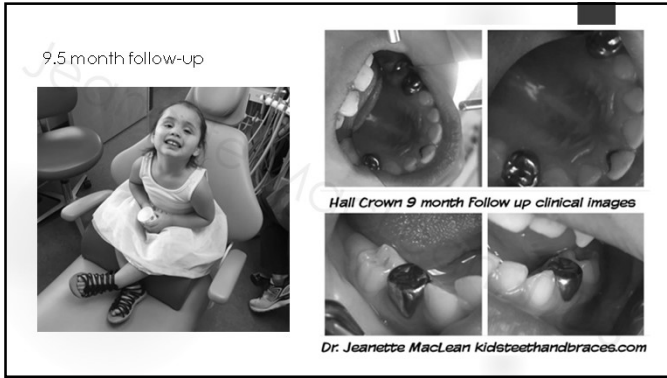 9.5 month follow-up
Hall Crown 9 month Follow up clinical images
Dr. Jeanette MacLean kidsteethandbraces.com